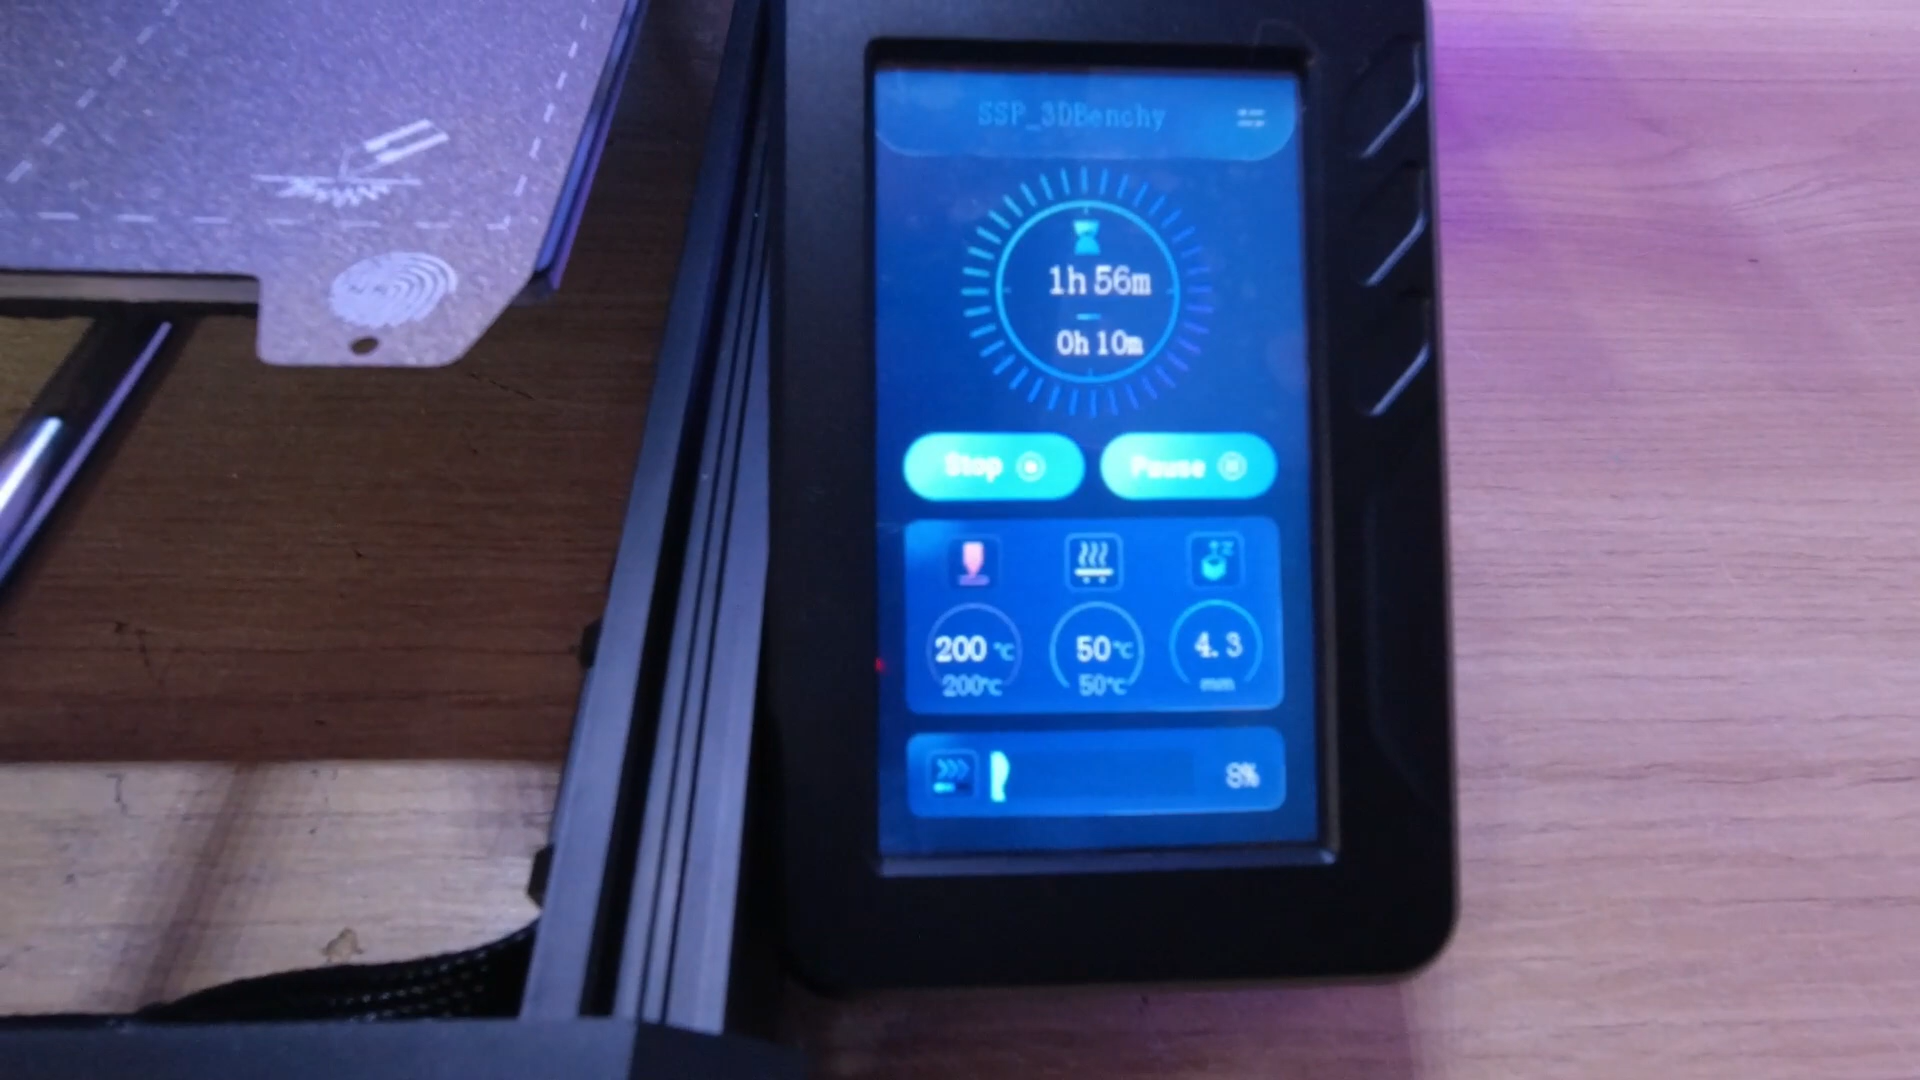 SSP_3DBenchy
1h 56m
0h 10m
Stop
Pause
Z
200 ℃ 50℃ 4.3
200℃ 50℃ mm
8%